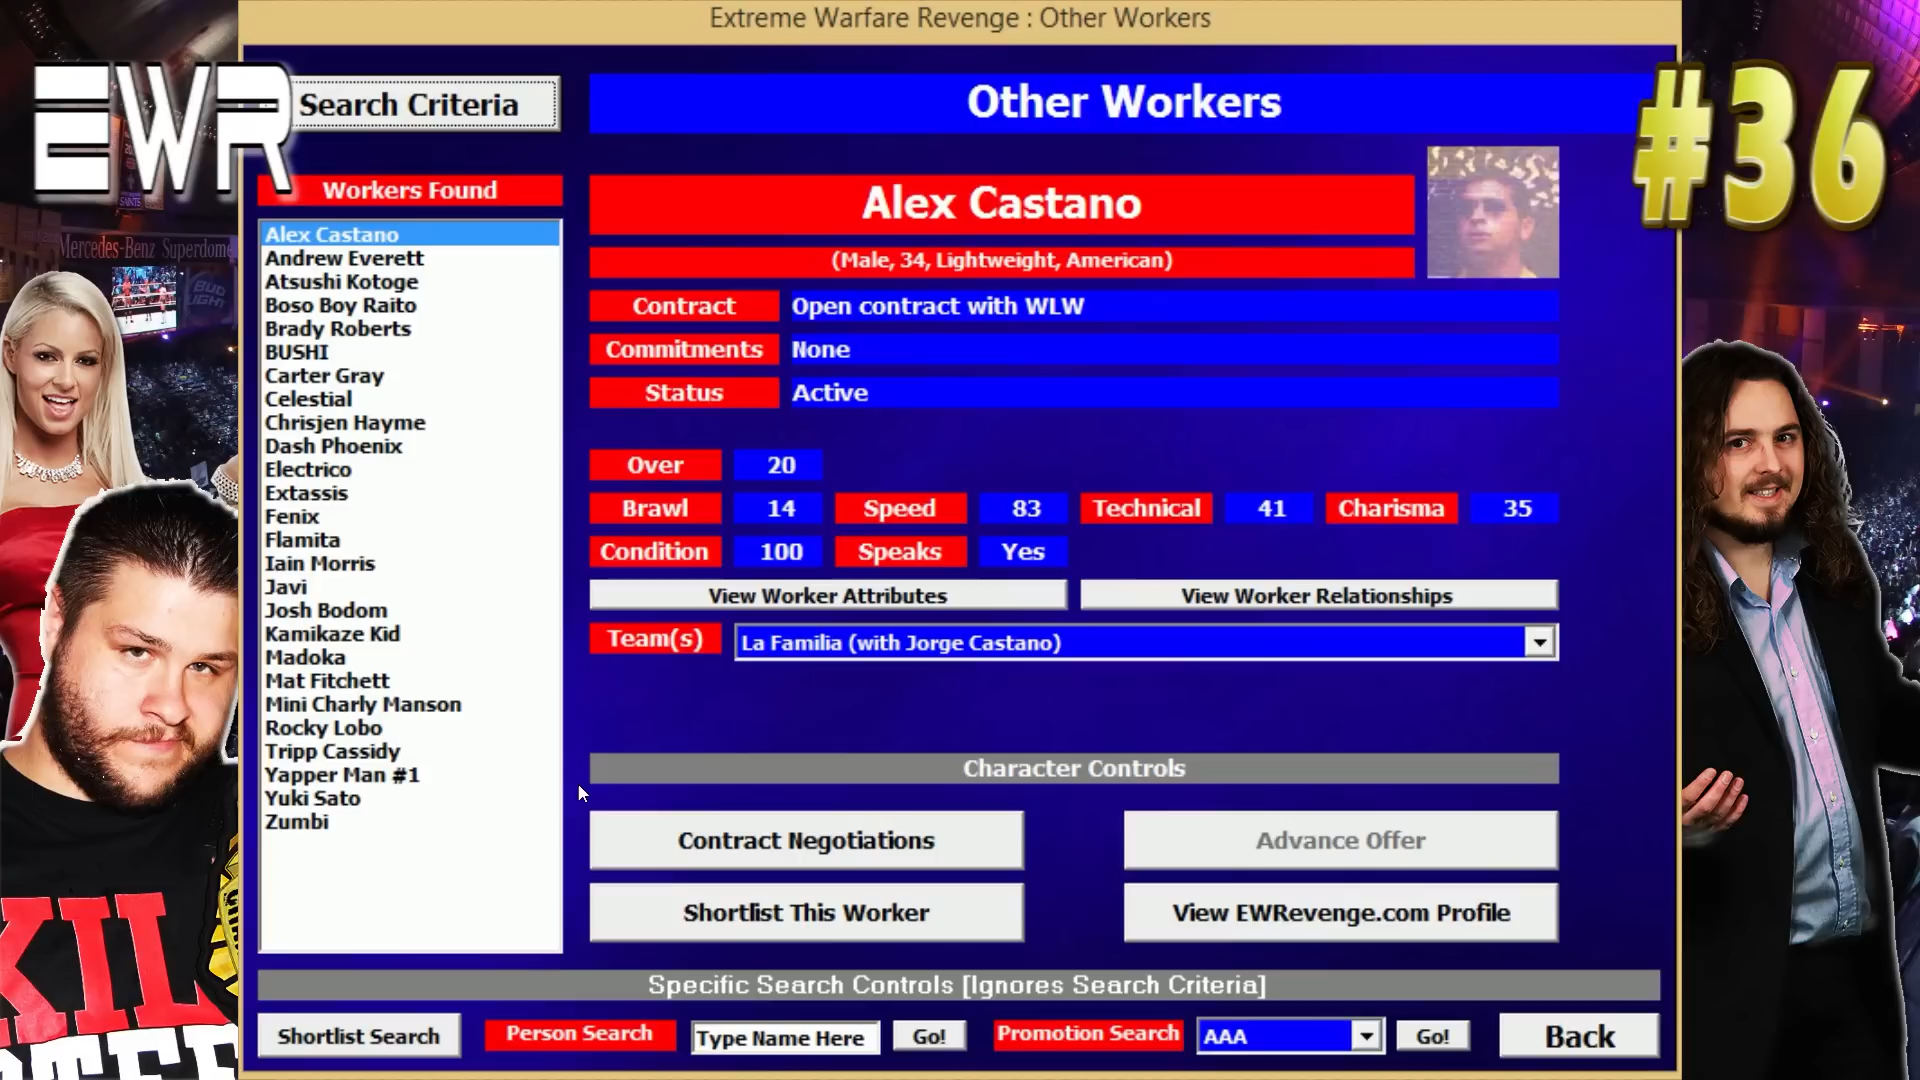 Extreme Warfare Revenge : Other Workers
EWR
Search Criteria
Other Workers
#36
Workers Found
Alex Castano
(Male, 34, Lightweight, American)
Contract
Open contract with WLW
Commitments
None
Status
Active
Over
20
Brawl
14
Speed
83
Technical
41
Charisma
35
Condition
100
Speaks
Yes
View Worker Attributes
View Worker Relationships
Team(s)
La Familia (with Jorge Castano)
Alex Castano
Andrew Everett
Atsushi Kotoge
Boso Boy Raito
Brady Roberts
BUSHI
Carter Gray
Celestial
Chrisjen Hayme
Dash Phoenix
Electrico
Extassis
Fenix
Flamita
Iain Morris
Javi
Josh Bodom
Kamikaze Kid
Madoka
Mat Fitchett
Mini Charly Manson
Rocky Lobo
Tripp Cassidy
Yapper Man #1
Yuki Sato
Zumbi
Character Controls
Contract Negotiations
Advance Offer
Shortlist This Worker
View EWRevenge.com Profile
Specific Search Controls [Ignores Search Criteria]
Shortlist Search
Person Search
Type Name Here
Go!
Promotion Search
AAA
Go!
Back
Mercedes-Benz Superdome
BUD
LIGHT
SAINTS
KIL